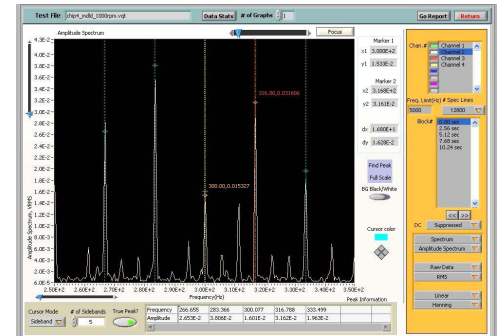 Test File chip4_mdld_1000rpm.vqt Data Stats # of Graphs 1 Go Report Return
Amplitude Spectrum Focus
4.3E-2
4.0E-2
3.8E-2
3.6E-2
3.4E-2
3.2E-2
3.0E-2
2.8E-2
2.6E-2
2.4E-2
2.2E-2
2.0E-2
1.8E-2
1.6E-2
1.4E-2
1.2E-2
1.0E-2
8.0E-3
6.0E-3
4.0E-3
2.0E-3
6.0E-9
Amplitude Spectrum, VRMS
316.80,0.031606
300.00,0.015327
2.50E+2 2.60E+2 2.70E+2 2.80E+2 2.90E+2 3.00E+2 3.10E+2 3.20E+2 3.30E+2 3.40E+2 3.50E+2
Frequency(Hz)
Marker 1
x1 3.000E+2
y1 1.533E-2
Marker 2
x2 3.168E+2
y2 3.161E-2
dx 1.680E+1
dy 1.628E-2
Find Peak
Full Scale
BG Black/White
Cursor color
Chan.# Channel 1
Channel 2
Channel 3
Channel 4
Freq. Limit(Hz) # Spec Lines
5000 12800
Block# 0.00 sec
2.56 sec
5.12 sec
7.68 sec
10.24 sec
<< >>
DC Suppressed
Spectrum
Amplitude Spectrum
Raw Data
RMS
Linear
Hanning
Peak Information
Cursor Mode # of Sidebands True Peak?
Sideband 5
Frequency 266.655 283.366 300.077 316.788 333.499
Amplitude 2.653E-2 3.806E-2 1.601E-2 3.162E-2 1.963E-2